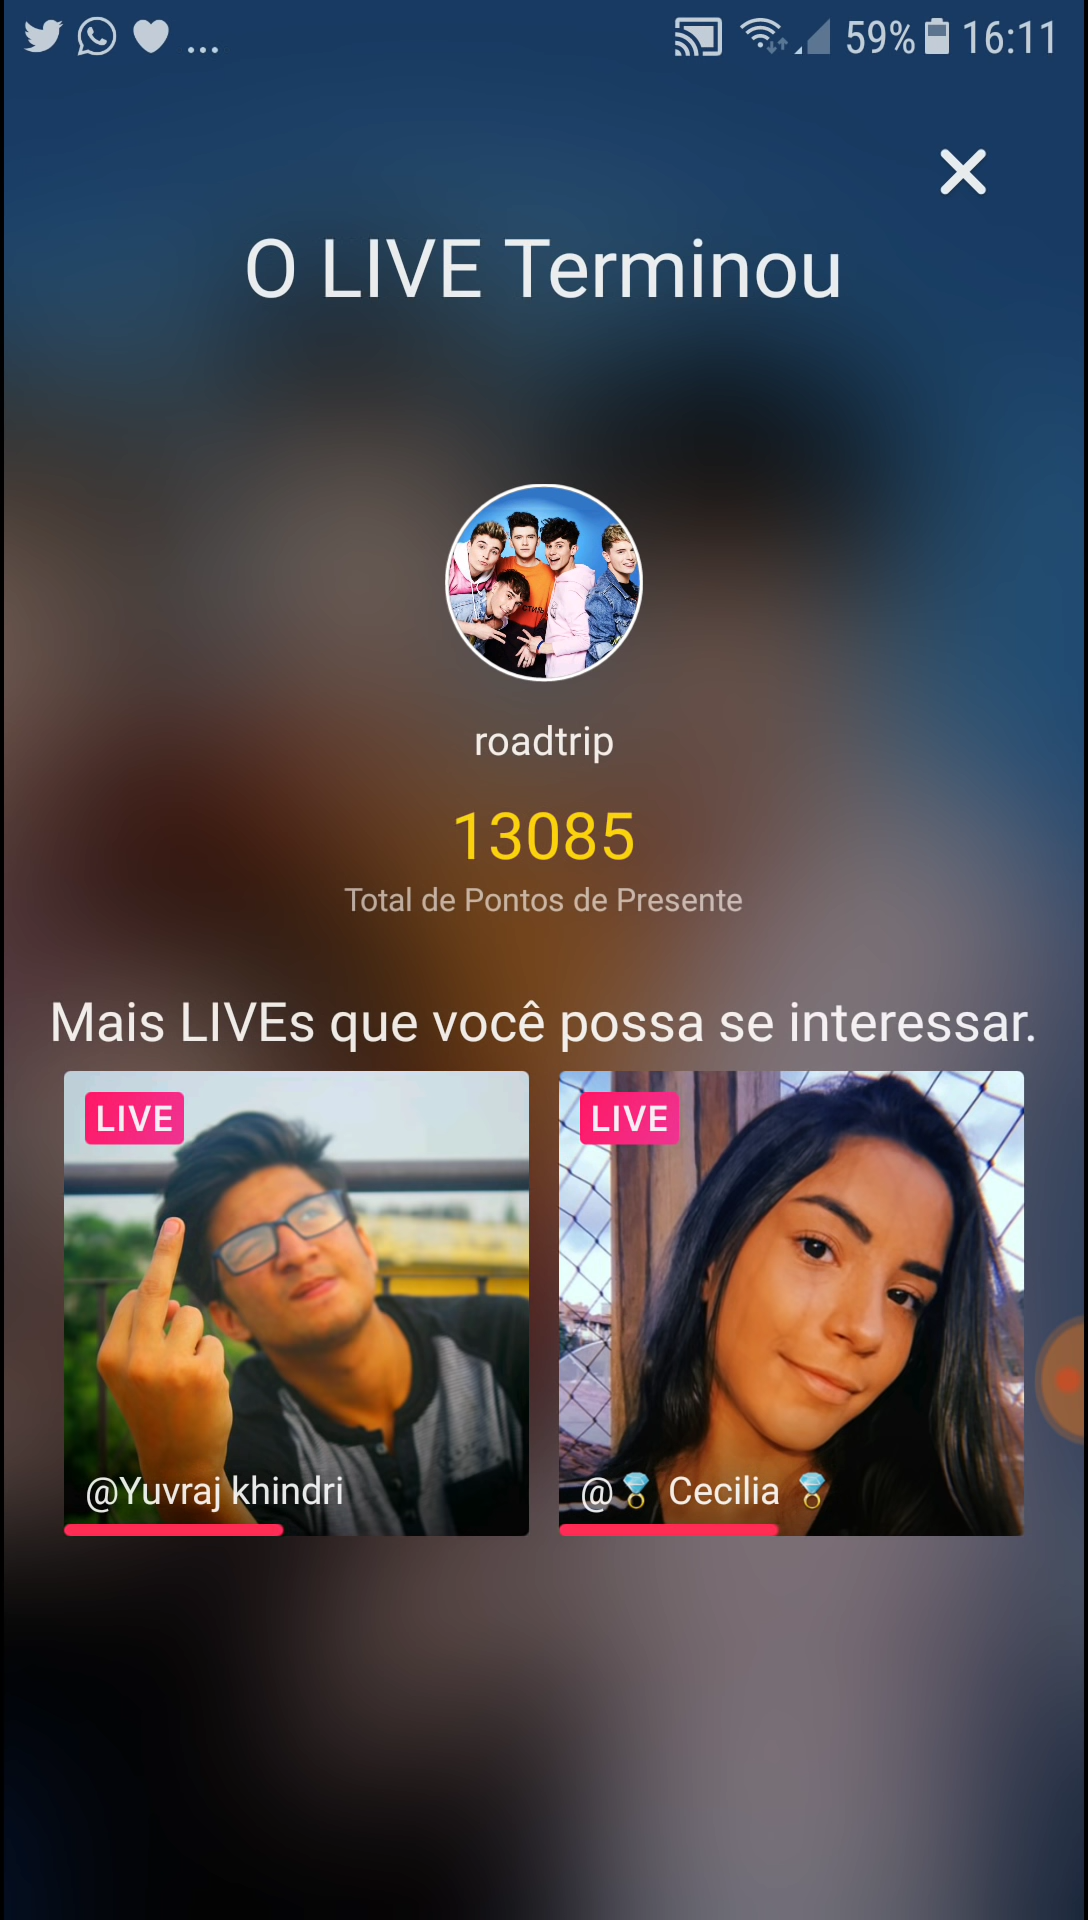 ... 59% 16:11
O LIVE Terminou
roadtrip
13085
Total de Pontos de Presente
Mais LIVEs que você possa se interessar.
LIVE
@Yuvraj khindri
LIVE
@💍 Cecilia 💍